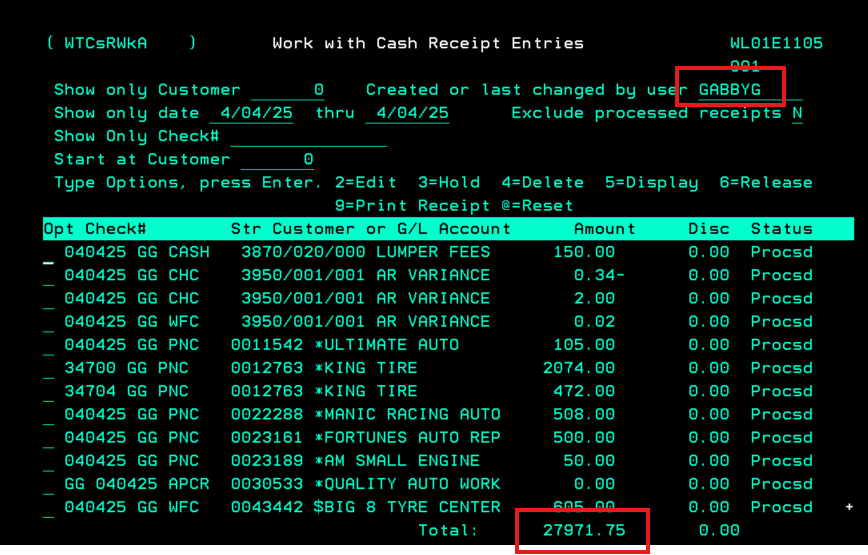 ( WTCsRWkA    )       Work with Cash Receipt Entries              WL01E1105
001
Show only Customer        0    Created or last changed by user GABBYG
Show only date  4/04/25  thru  4/04/25      Exclude processed receipts N
Show Only Check#
Start at Customer        0
Type Options, press Enter. 2=Edit  3=Hold  4=Delete  5=Display  6=Release
9=Print Receipt @=Reset
Opt Check#        Str Customer or G/L Account      Amount     Disc  Status
_ 040425 GG CASH   3870/020/000 LUMPER FEES      150.00       0.00  Procsd
_ 040425 GG CHC    3950/001/001 AR VARIANCE        0.34-      0.00  Procsd
_ 040425 GG CHC    3950/001/001 AR VARIANCE        2.00       0.00  Procsd
_ 040425 GG WFC    3950/001/001 AR VARIANCE        0.02       0.00  Procsd
_ 040425 GG PNC   0011542 *ULTIMATE AUTO         105.00       0.00  Procsd
_ 34700 GG PNC    0012763 *KING TIRE            2074.00       0.00  Procsd
_ 34704 GG PNC    0012763 *KING TIRE             472.00       0.00  Procsd
_ 040425 GG PNC   0022288 *MANIC RACING AUTO     508.00       0.00  Procsd
_ 040425 GG PNC   0023161 *FORTUNES AUTO REP     500.00       0.00  Procsd
_ 040425 GG PNC   0023189 *AM SMALL ENGINE        50.00       0.00  Procsd
_ GG 040425 APCR  0030533 *QUALITY AUTO WORK       0.00       0.00  Procsd
_ 040425 GG WFC   0043442 $BIG 8 TYRE CENTER     605.00       0.00  Procsd   +
Total:      27971.75       0.00